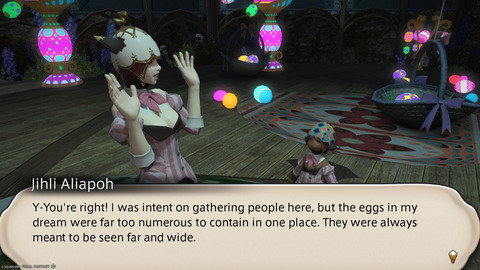 Jihli Aliapoh
Y-You're right! I was intent on gathering people here, but the eggs in my
dream were far too numerous to contain in one place. They were always
meant to be seen far and wide.